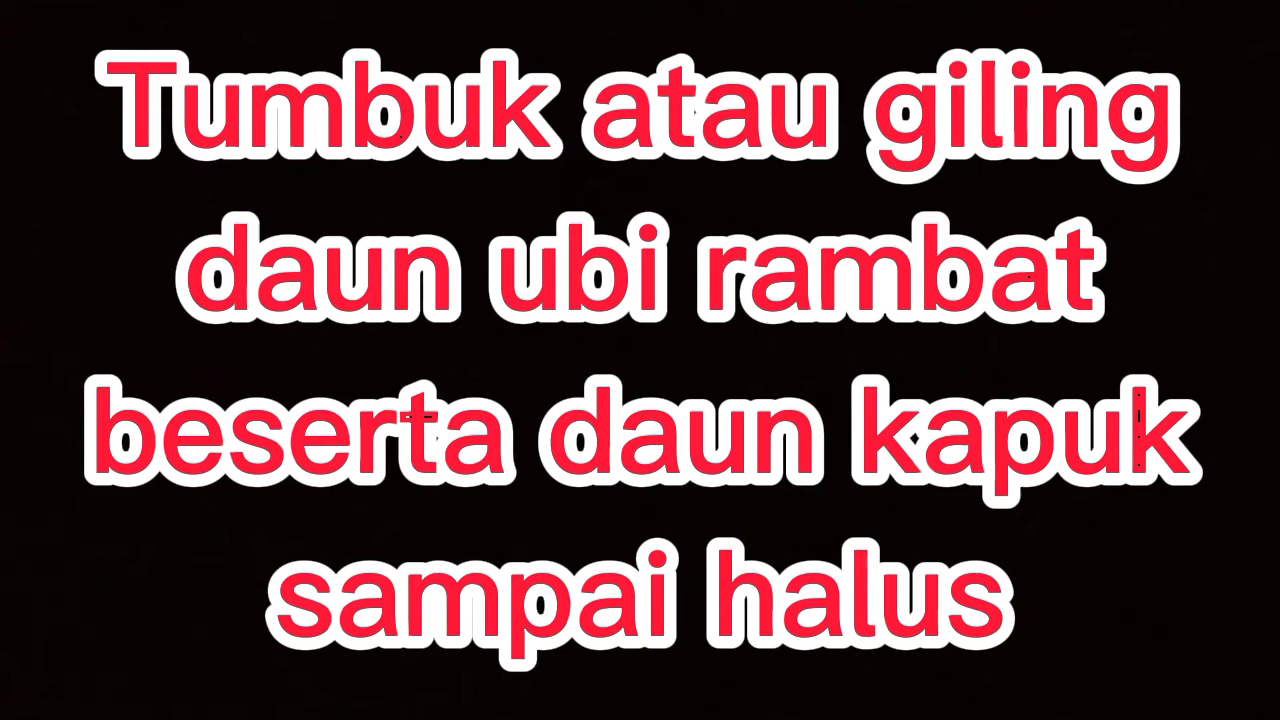 Tumbuk atau giling
daun ubi rambat
beserta daun kapuk
sampai halus